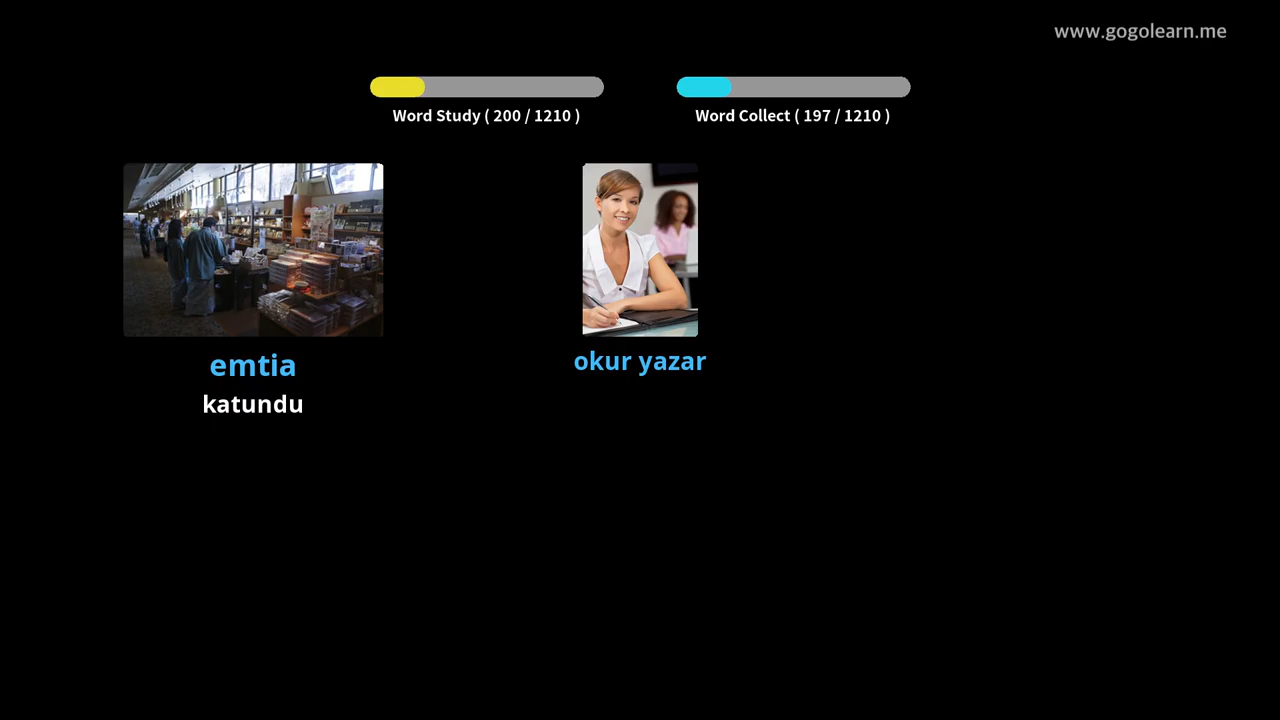 www.gogolearn.me
Word Study ( 200 / 1210 )
Word Collect ( 197 / 1210 )
emtia
katundu
okur yazar